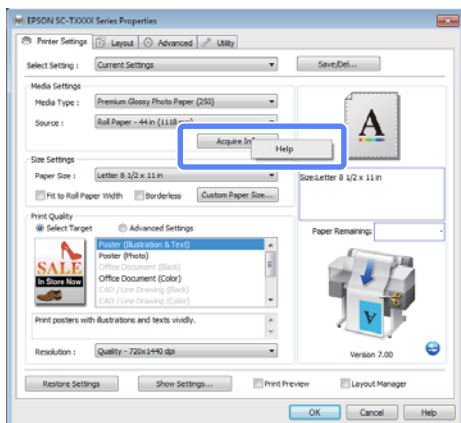 EPSON SC-TXXXX Series Properties
Printer Settings Layout Advanced Utility
Select Setting : Current Settings Save/Del...
Media Settings
Media Type : Premium Glossy Photo Paper (250)
Source : Roll Paper - 44 in (1118 mm)
Acquire Inf
Help
Size Settings
Paper Size : Letter 8 1/2 x 11 in
Fit to Roll Paper Width Borderless Custom Paper Size...
A
Size:Letter 8 1/2 x 11 in
Print Quality
Select Target Advanced Settings
Paper Remaining: -
SALE
In Store Now
Poster (Illustration & Text)
Poster (Photo)
Office Document (Black)
Office Document (Color)
CAD / Line Drawing (Black)
CAD / Line Drawing (Color)
Print posters with illustrations and texts vividly.
A
Resolution : Quality - 720x1440 dpi
Version 7.00
Restore Settings Show Settings... Print Preview Layout Manager
OK Cancel Help